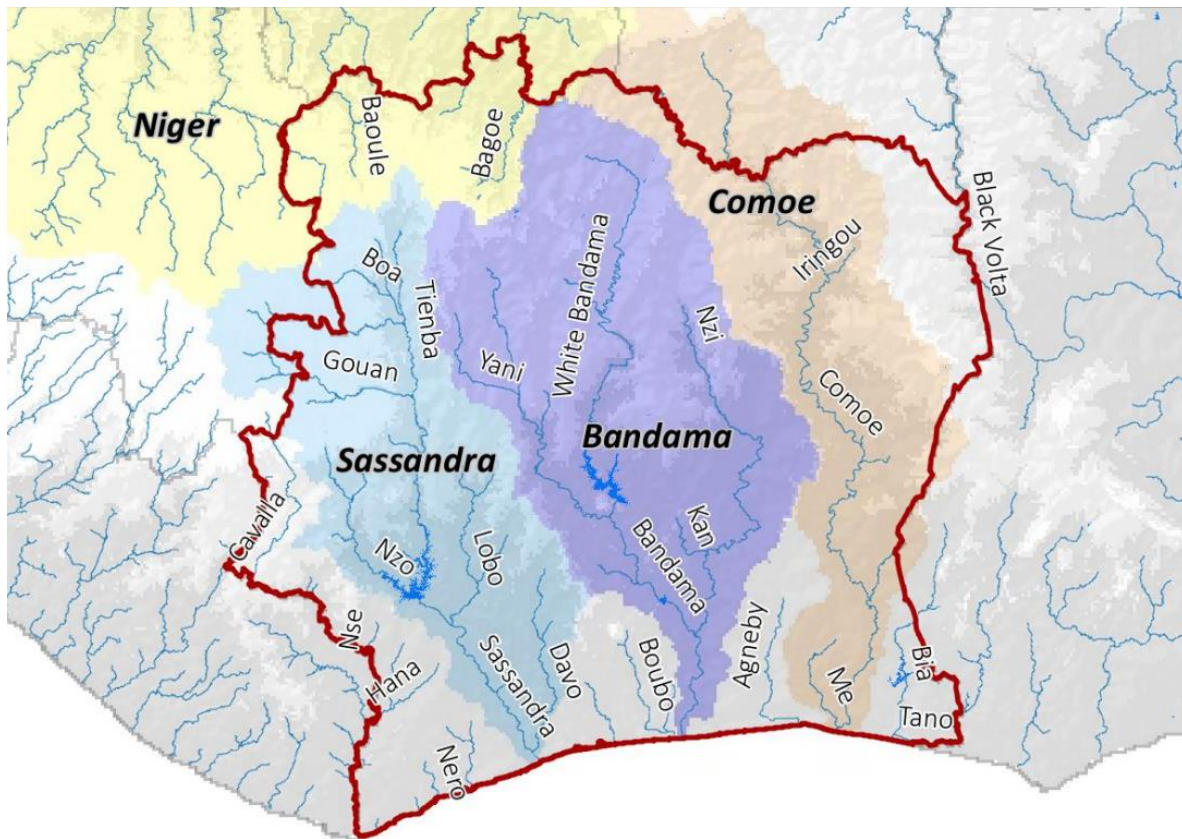 Niger
Baoule
Bagoe
Comoe
Black Volta
Iringou
Boa
Tienba
White Bandama
Nzi
Yani
Gouan
Comoe
Sassandra
Bandama
Cavalla
Nzo
Lobo
Kan
Bandama
Nse
Hana
Sassandra
Davo
Boubo
Agneby
Me
Bia
Tano
Nero